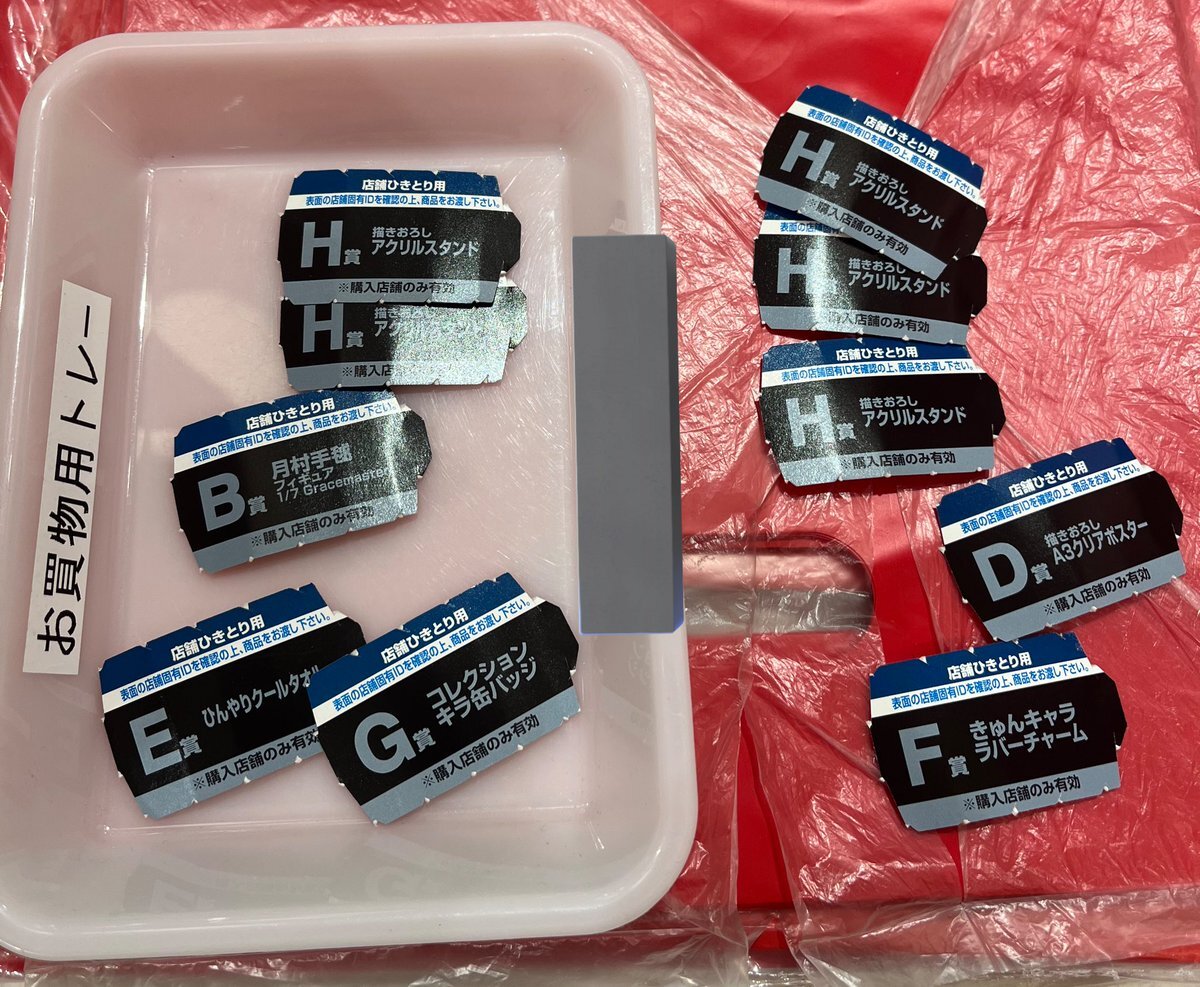 お買物用トレー
店舗ひきとり用
表面の店舗固有IDを確認の上、商品をお渡し下さい。
H賞
描きおろし
アクリルスタンド
※購入店舗のみ有効
H賞
描きおろし
アクリルスタンド
※購入店舗のみ有効
店舗ひきとり用
表面の店舗固有IDを確認の上、商品をお渡し下さい。
B賞
月村手毬
フィギュア
1/7 Gracemaster
※購入店舗のみ有効
店舗ひきとり用
表面の店舗固有IDを確認の上、商品をお渡し下さい。
E賞
ひんやりクールタオル
※購入店舗のみ有効
店舗ひきとり用
表面の店舗固有IDを確認の上、商品をお渡し下さい。
G賞
コレクション
キラ缶バッジ
※購入店舗のみ有効
店舗ひきとり用
表面の店舗固有IDを確認の上、商品をお渡し下さい。
H賞
描きおろし
アクリルスタンド
※購入店舗のみ有効
表面の店舗
H賞
描きおろし
アクリルスタンド
※購入店舗のみ有効
店舗ひきとり用
表面の店舗固有IDを確認の上、商品をお渡し下さい。
H賞
描きおろし
アクリルスタンド
※購入店舗のみ有効
店舗ひきとり用
表面の店舗固有IDを確認の上、商品をお渡し下さい。
D賞
描きおろし
A3クリアポスター
※購入店舗のみ有効
店舗ひきとり用
表面の店舗固有IDを確認の上、商品をお渡し下さい。
F賞
きゅんキャラ
ラバーチャーム
※購入店舗のみ有効